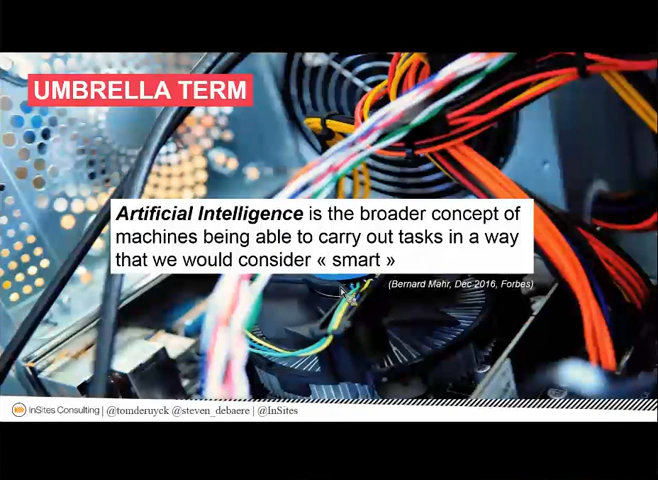 UMBRELLA TERM
Artificial Intelligence is the broader concept of
machines being able to carry out tasks in a way
that we would consider « smart »
(Bernard Mahr, Dec 2016, Forbes)
InSites Consulting | @tomderuyck @steven_debaere | @InSites